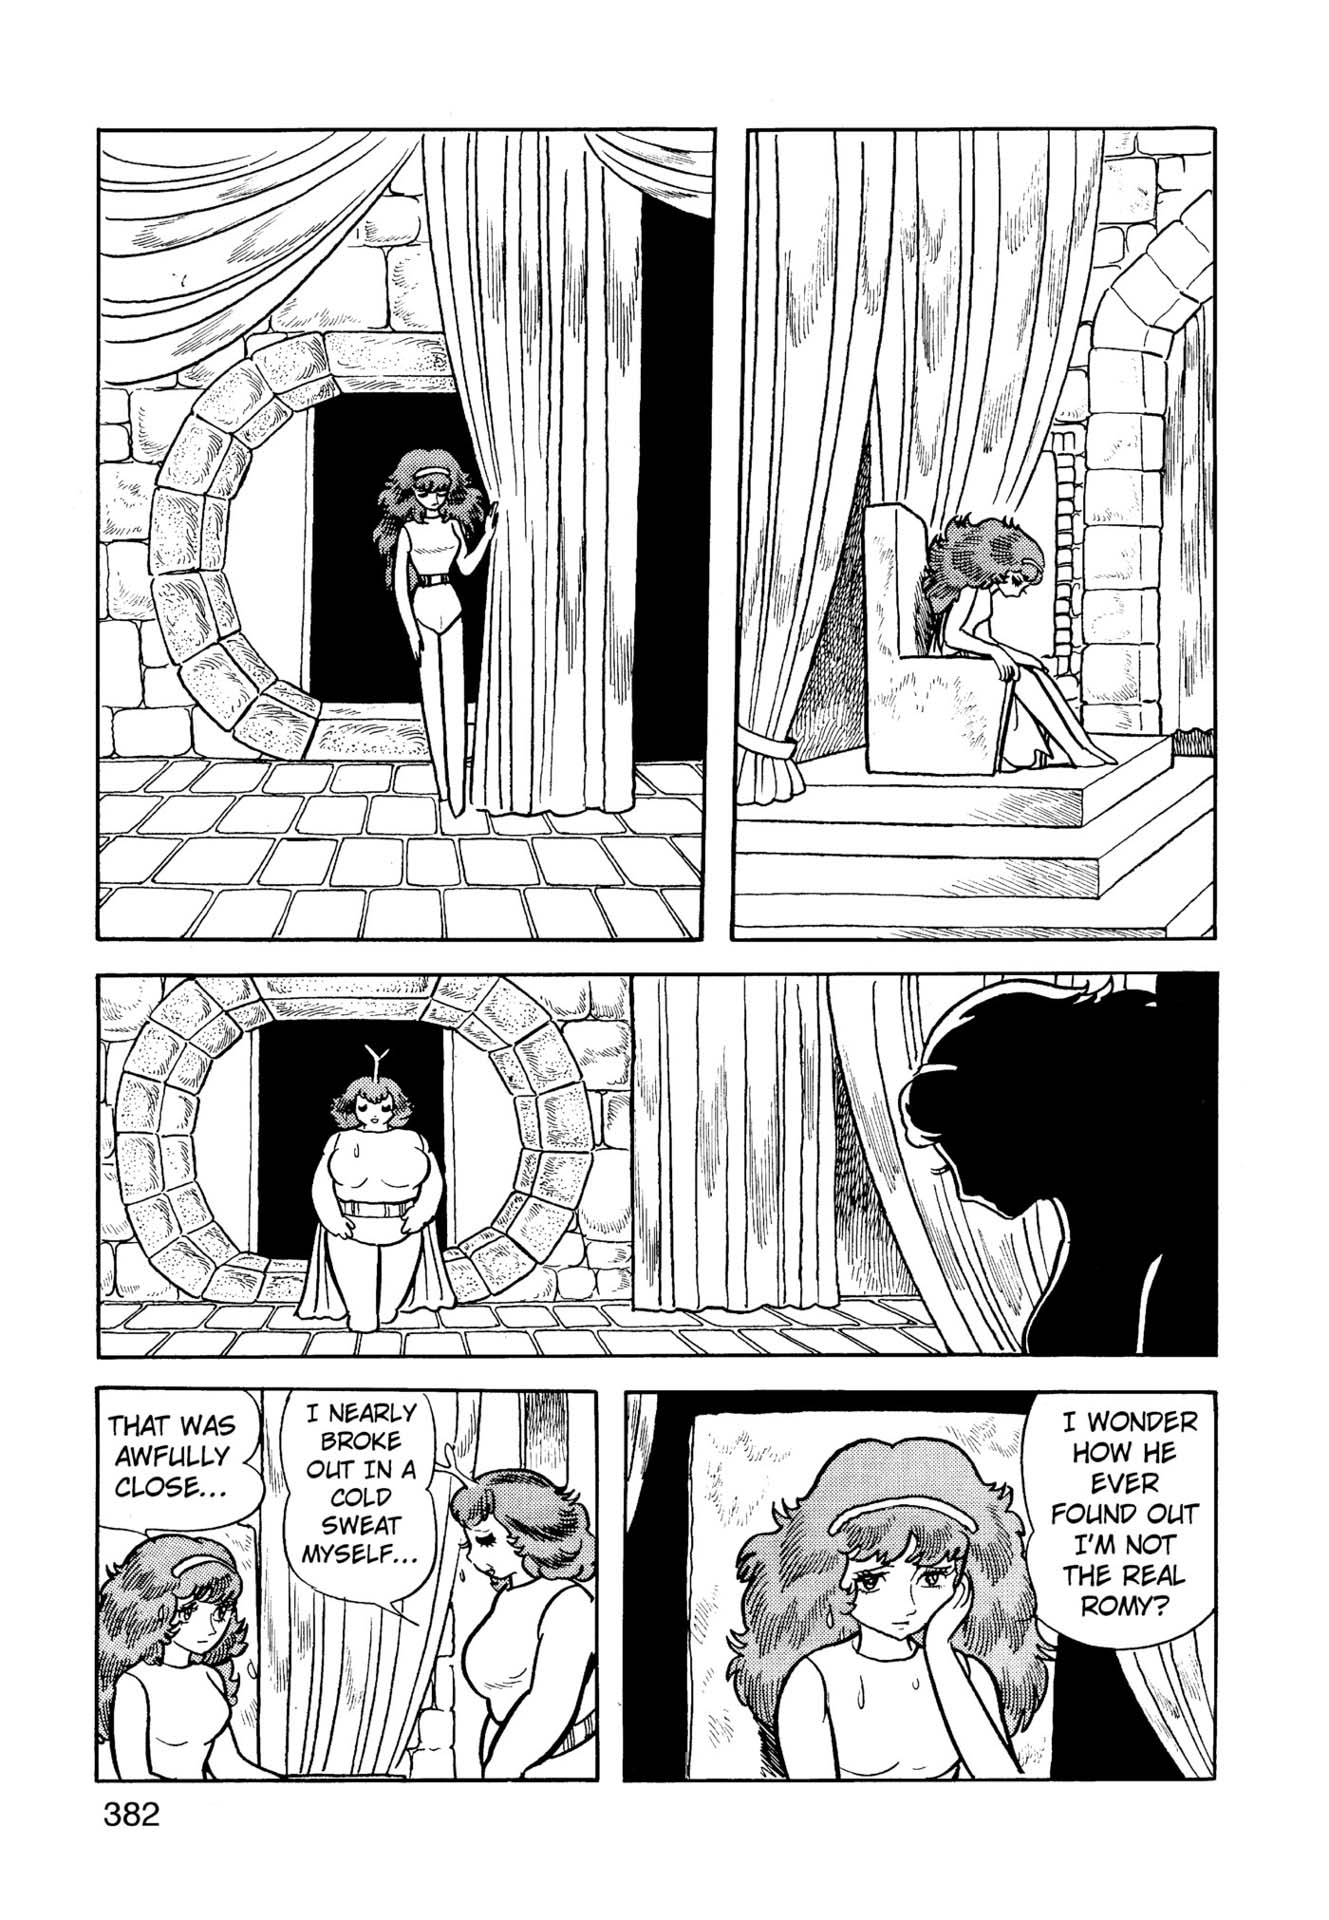 THAT WAS
AWFULLY
CLOSE...
I NEARLY
BROKE
OUT IN A
COLD
SWEAT
MYSELF...
I WONDER
HOW HE
EVER
FOUND OUT
I'M NOT
THE REAL
ROMY?
382